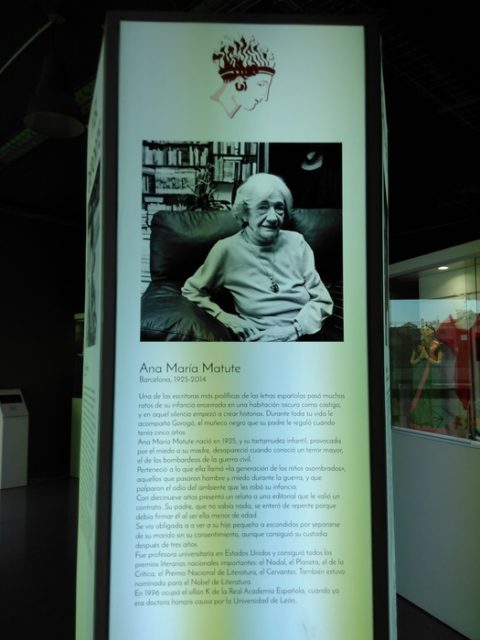 Ana María Matute
Barcelona, 1925-2014
Una de las escritoras más prolíficas de las letras españolas pasó muchos
ratos de su infancia encerrada en una habitación oscura como castigo,
y en aquel silencio empezó a crear historias. Durante toda su vida le
acompañó Gorogó, el muñeco negro que su padre le regaló cuando
tenía cinco años.
Ana María Matute nació en 1925, y su tartamudez infantil, provocada
por el miedo a su madre, desapareció cuando conoció un terror mayor,
el de los bombardeos de la guerra civil.
Perteneció a lo que ella llamó «la generación de los niños asombrados»,
aquellos que pasaron hambre y miedo durante la guerra, y que
palparon el odio del ambiente que les robó su infancia.
Con diecinueve años presentó un relato a una editorial que le valió un
contrato. Su padre, que no sabía nada, se enteró de repente porque
debía firmar él al ser ella menor de edad.
Se vio obligada a a ver a su hijo pequeño a escondidas por separarse
de su marido sin su consentimiento, aunque consiguió su custodia
después de tres años.
Fue profesora universitaria en Estados Unidos y consiguió todos los
premios literarios nacionales importantes: el Nadal, el Planeta, el de la
Crítica, el Premio Nacional de Literatura, el Cervantes. También estuvo
nominada para el Nobel de Literatura.
En 1996 ocupó el sillón K de la Real Academia Española, cuando ya
era doctora honoris causa por la Universidad de León.